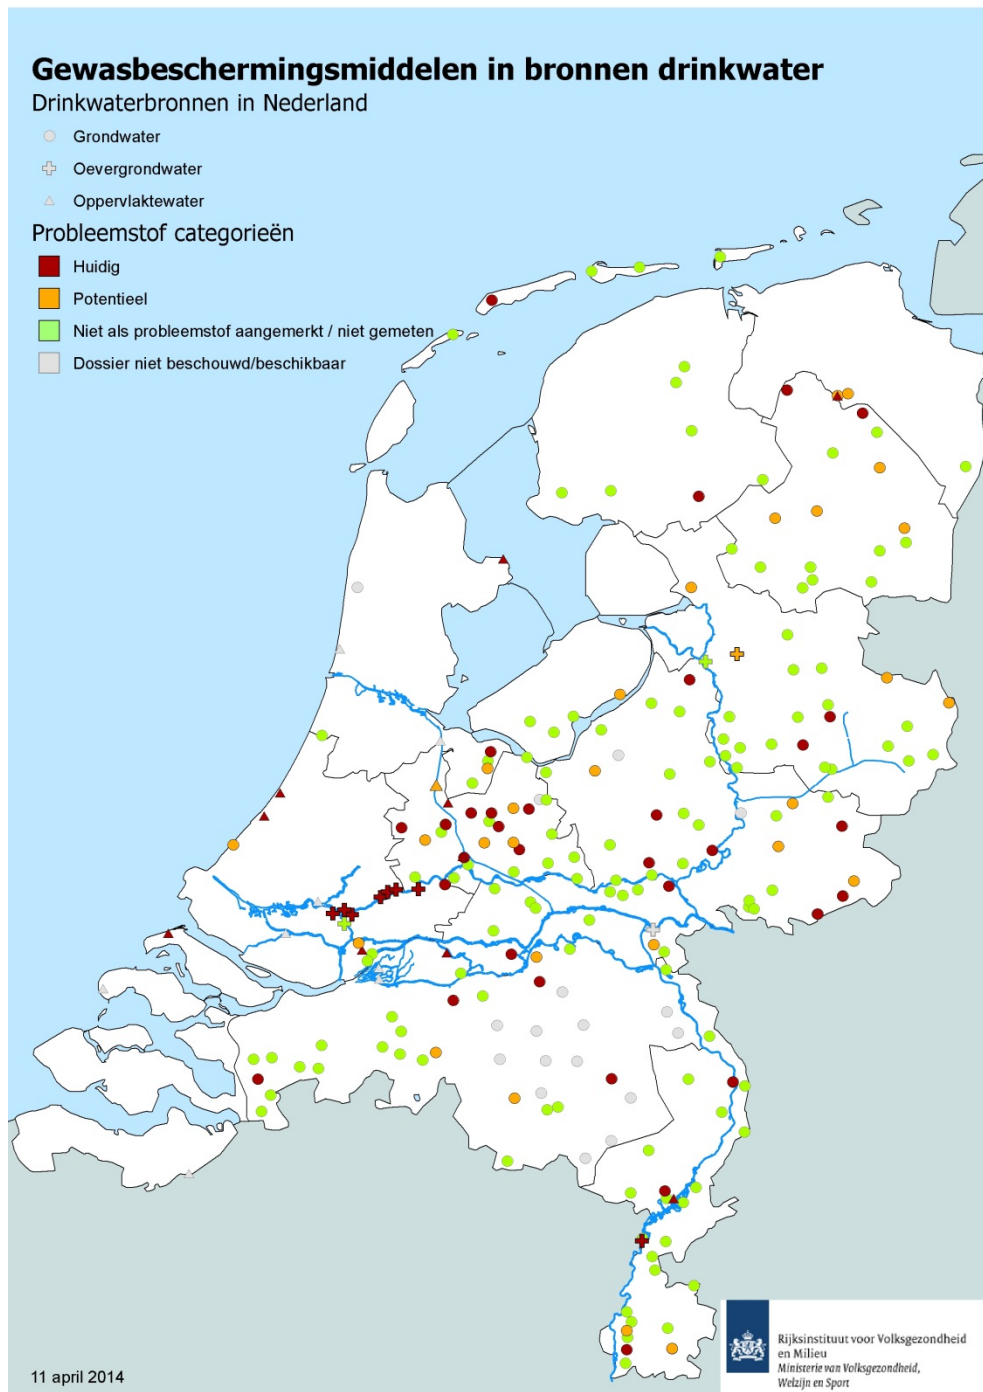 Gewasbeschermingsmiddelen in bronnen drinkwater
Drinkwaterbronnen in Nederland
Grondwater
Oevergrondwater
Oppervlaktewater
Probleemstof categorieën
Huidig
Potentieel
Niet als probleemstof aangemerkt / niet gemeten
Dossier niet beschouwd/beschikbaar
11 april 2014
Rijksinstituut voor Volksgezondheid
en Milieu
Ministerie van Volksgezondheid,
Welzijn en Sport